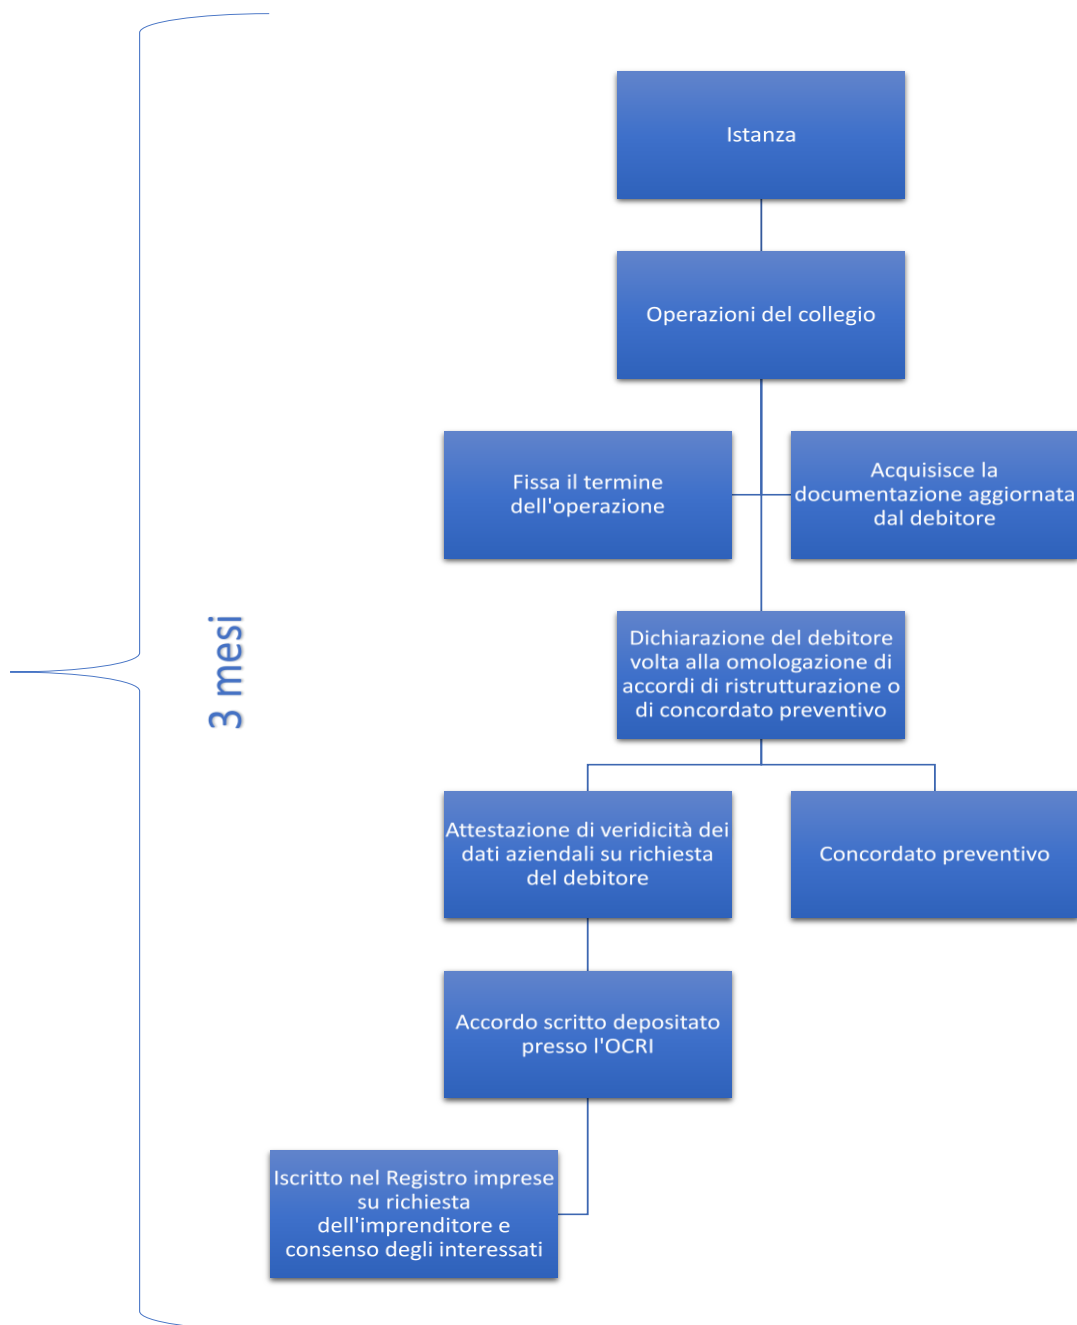 Istanza
Operazioni del collegio
Fissa il termine
dell'operazione
Acquisisce la
documentazione aggiornata
dal debitore
3 mesi
Dichiarazione del debitore
volta alla omologazione di
accordi di ristrutturazione o
di concordato preventivo
Attestazione di veridicità dei
dati aziendali su richiesta
del debitore
Concordato preventivo
Accordo scritto depositato
presso l'OCRI
Iscritto nel Registro imprese
su richiesta
dell'imprenditore e
consenso degli interessati